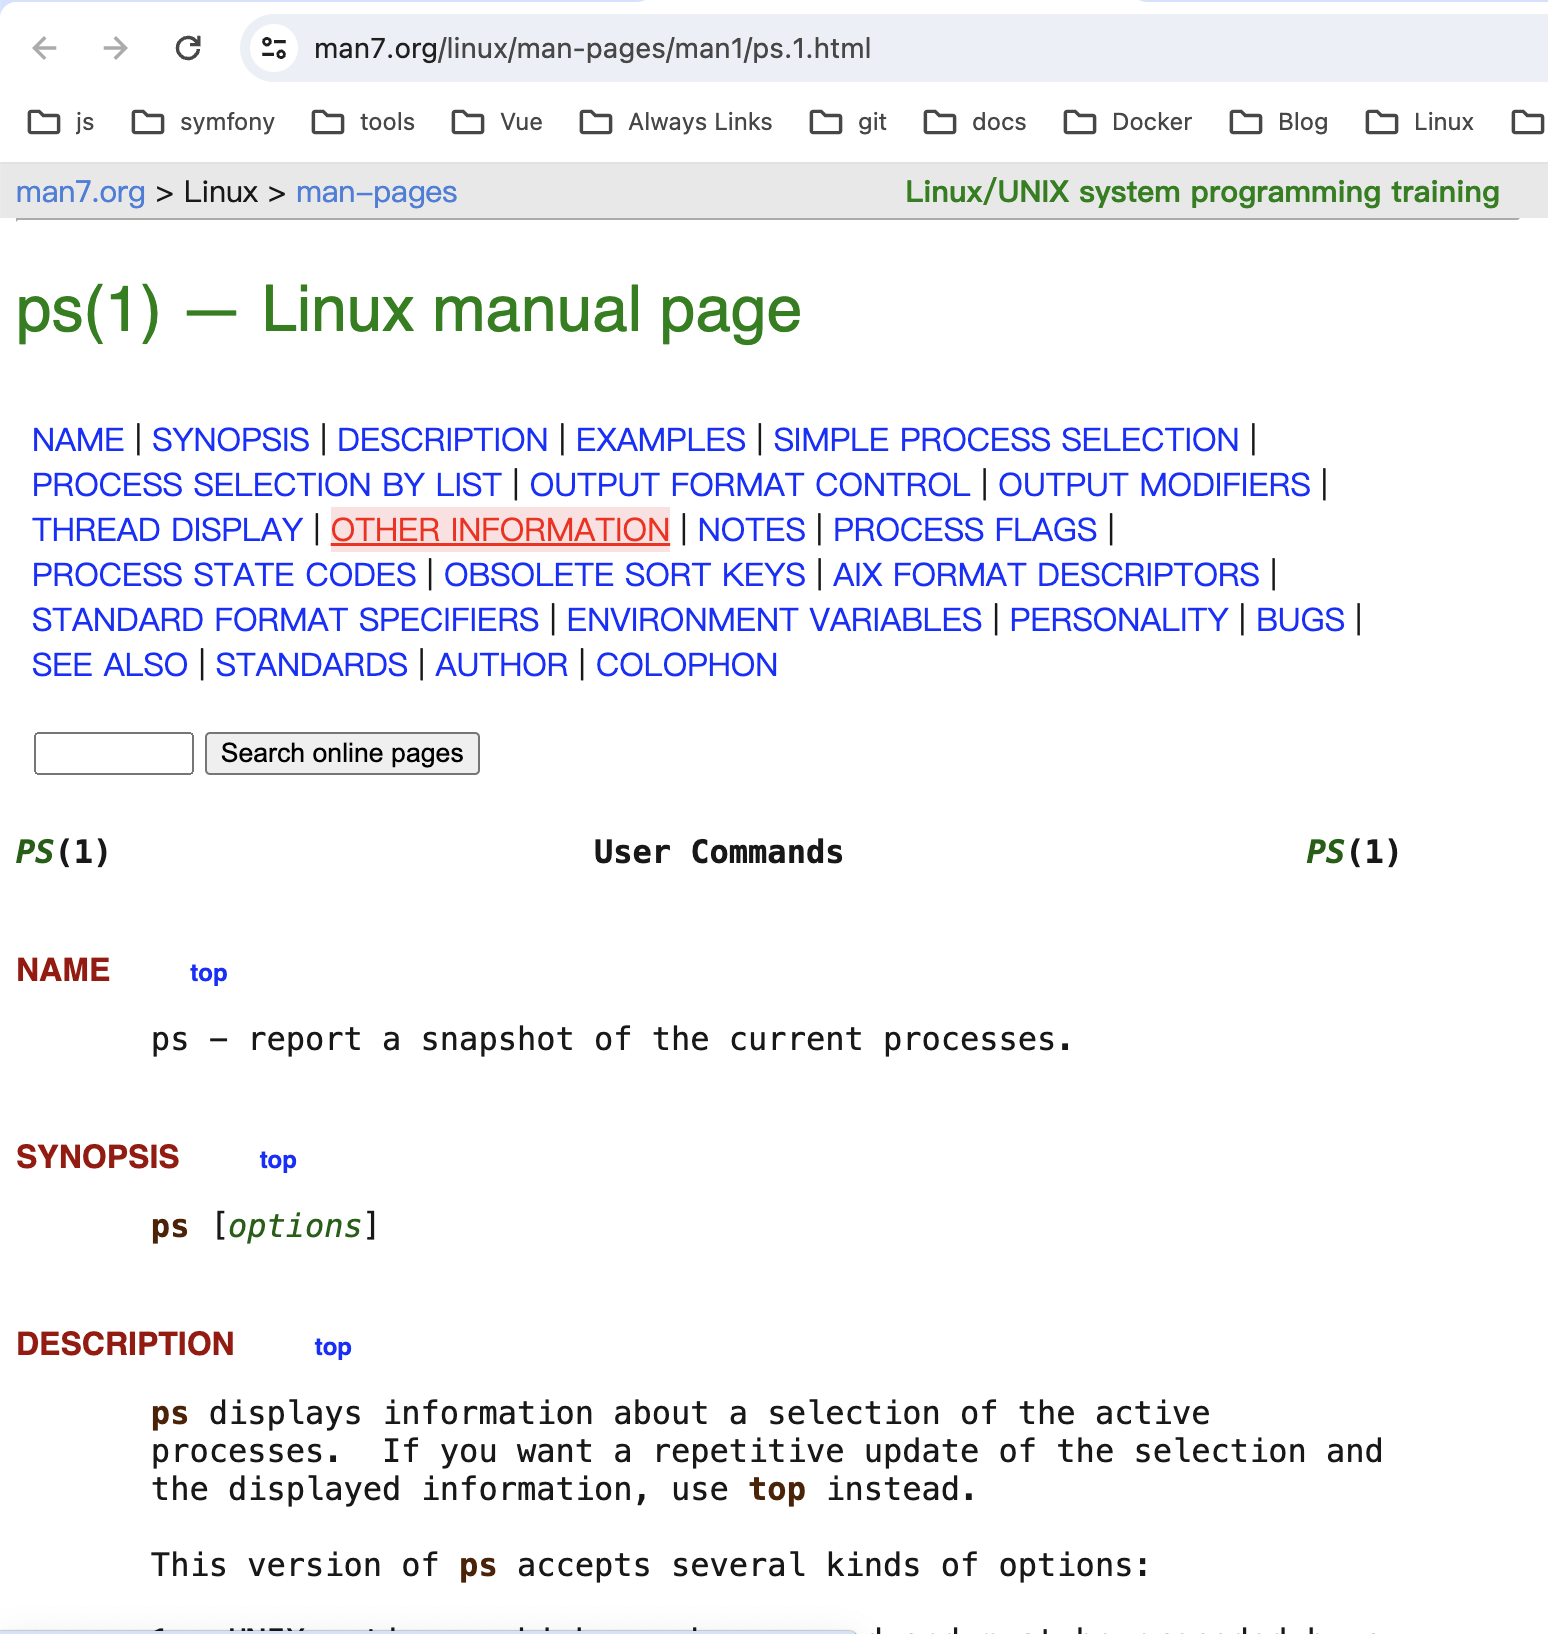 man7.org/linux/man-pages/man1/ps.1.html
js symfony tools Vue Always Links git docs Docker Blog Linux
man7.org > Linux > man-pages Linux/UNIX system programming training
ps(1) — Linux manual page
NAME | SYNOPSIS | DESCRIPTION | EXAMPLES | SIMPLE PROCESS SELECTION |
PROCESS SELECTION BY LIST | OUTPUT FORMAT CONTROL | OUTPUT MODIFIERS |
THREAD DISPLAY | OTHER INFORMATION | NOTES | PROCESS FLAGS |
PROCESS STATE CODES | OBSOLETE SORT KEYS | AIX FORMAT DESCRIPTORS |
STANDARD FORMAT SPECIFIERS | ENVIRONMENT VARIABLES | PERSONALITY | BUGS |
SEE ALSO | STANDARDS | AUTHOR | COLOPHON
Search online pages
PS(1) User Commands PS(1)
NAME top
ps - report a snapshot of the current processes.
SYNOPSIS top
ps [options]
DESCRIPTION top
ps displays information about a selection of the active
processes. If you want a repetitive update of the selection and
the displayed information, use top instead.
This version of ps accepts several kinds of options: